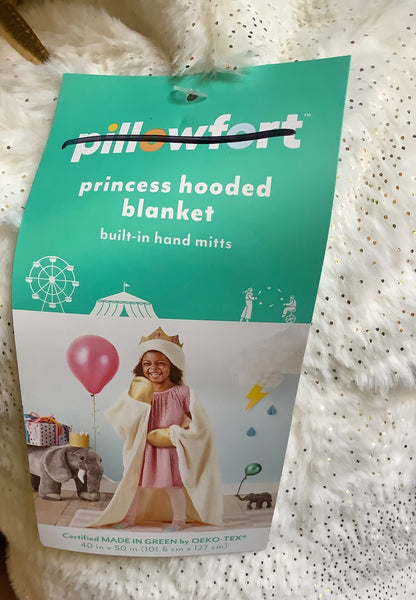 pillowfort™
princess hooded
blanket
built-in hand mitts
Certified MADE IN GREEN by OEKO-TEX®
40 in x 50 in (101.6 cm x 127 cm)